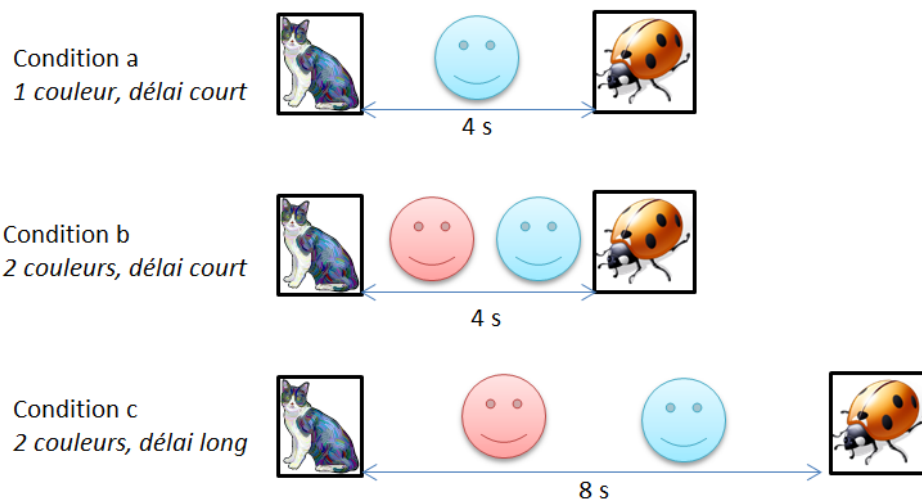 Condition a
1 couleur, délai court
4 s
Condition b
2 couleurs, délai court
4 s
Condition c
2 couleurs, délai long
8 s